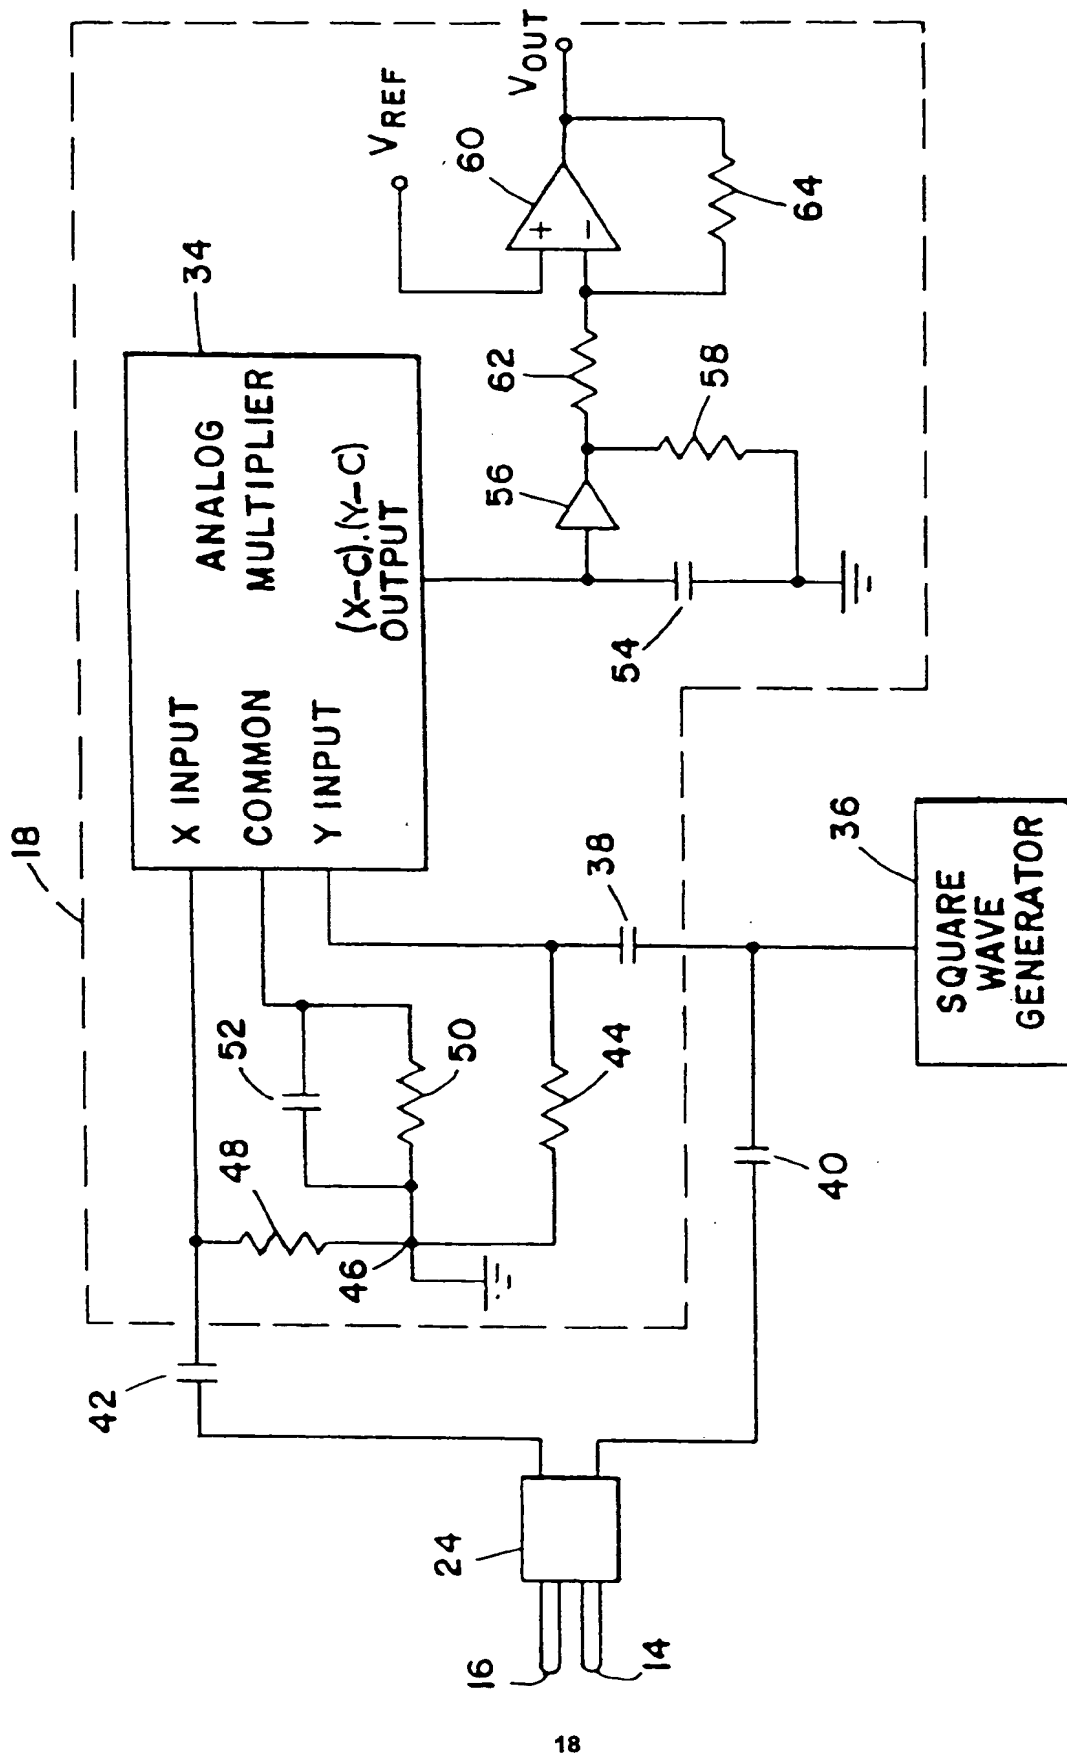 18
34
ANALOG
MULTIPLIER
X INPUT
COMMON
Y INPUT
(X-C).(Y-C)
OUTPUT
VREF
60
VOUT
64
62
58
56
54
38
36
SQUARE
WAVE
GENERATOR
52
50
48
44
46
42
40
24
16
14
18